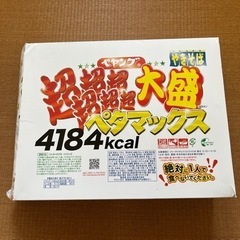 ペヤング
やきそば
超超超超超超大盛
ペタマックス
4184kcal
絶対に1人で
食べないでください。